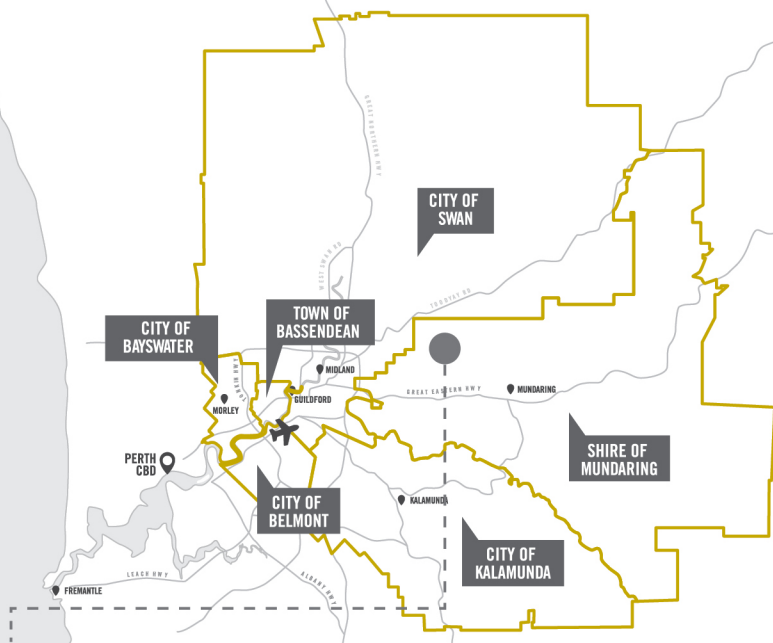 GREAT NORTHERN HWY
CITY OF
SWAN
WEST SWAN RD
TOODYAY RD
TOWN OF
BASSENDEAN
CITY OF
BAYSWATER
MIDLAND
TONKIN HWY
GUILDFORD
GREAT EASTERN HWY
MUNDARING
MORLEY
SHIRE OF
MUNDARING
PERTH
CBD
CITY OF
BELMONT
KALAMUNDA
CITY OF
KALAMUNDA
LEACH HWY
ALBANY HWY
FREMANTLE